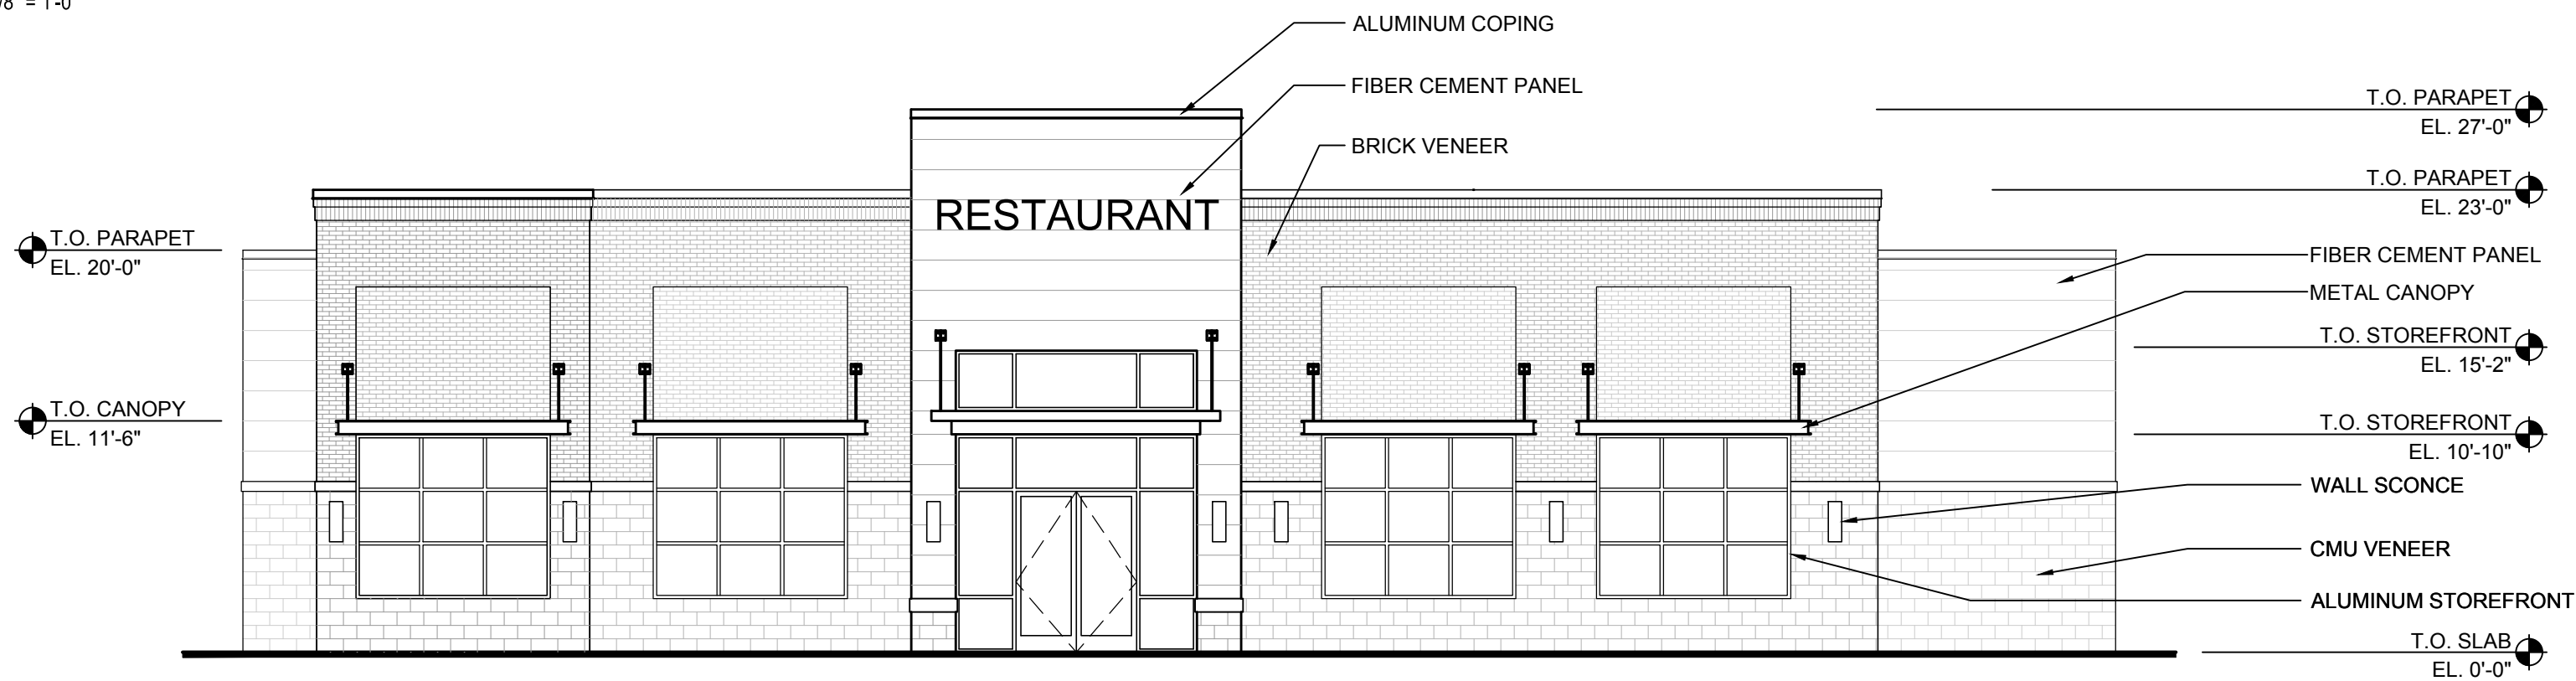 ALUMINUM COPING
FIBER CEMENT PANEL
BRICK VENEER
RESTAURANT
T.O. PARAPET
EL. 20'-0"
T.O. CANOPY
EL. 11'-6"
T.O. PARAPET
EL. 27'-0"
T.O. PARAPET
EL. 23'-0"
FIBER CEMENT PANEL
METAL CANOPY
T.O. STOREFRONT
EL. 15'-2"
T.O. STOREFRONT
EL. 10'-10"
WALL SCONCE
CMU VENEER
ALUMINUM STOREFRONT
T.O. SLAB
EL. 0'-0"